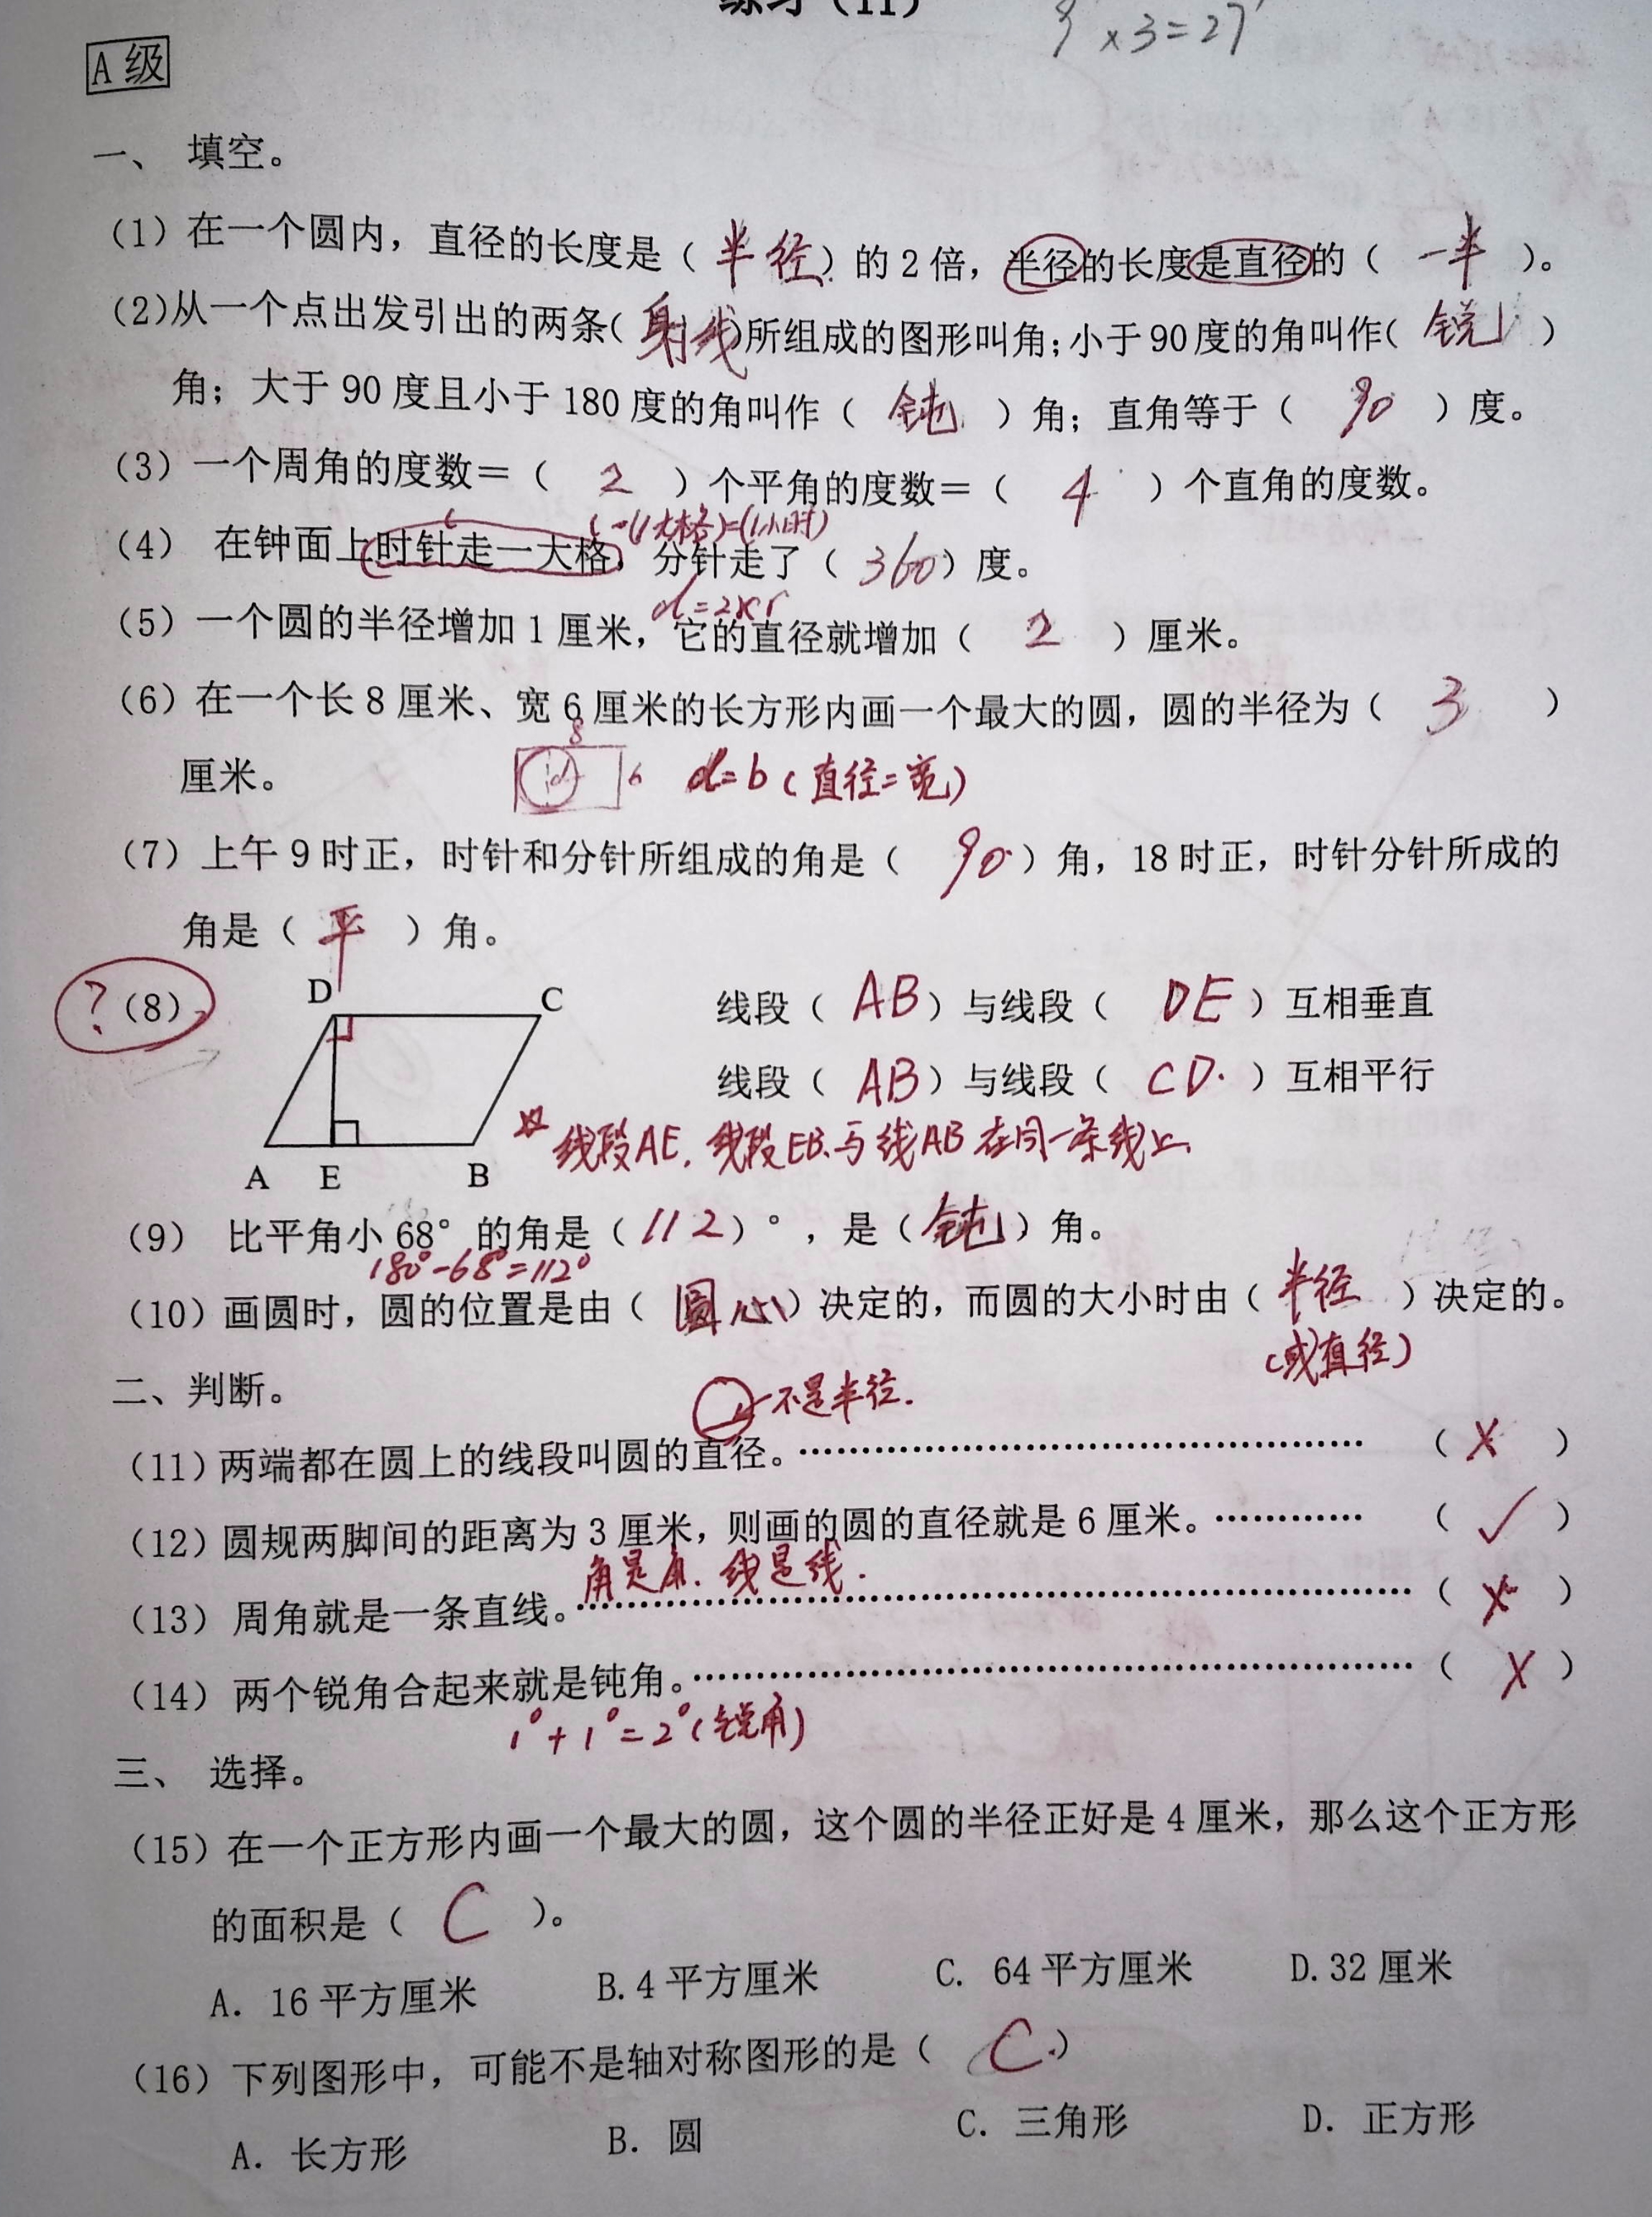 练习（11）
9 ×3=27
A 级
一、 填空。
（1）在一个圆内，直径的长度是（ 半径 ）的 2 倍，半径的长度是直径的（ 一半 ）。
（2）从一个点出发引出的两条（ 射线 ）所组成的图形叫角；小于 90 度的角叫作（ 锐 ）
角；大于 90 度且小于 180 度的角叫作（ 钝 ）角；直角等于（ 90 ）度。
（3）一个周角的度数＝（ 2 ）个平角的度数＝（ 4 ）个直角的度数。
(一个大格)=(1小时)
（4） 在钟面上时针走一大格，分针走了（ 360 ）度。
d=2×r
（5）一个圆的半径增加 1 厘米，它的直径就增加（ 2 ）厘米。
（6）在一个长 8 厘米、宽 6 厘米的长方形内画一个最大的圆，圆的半径为（ 3 ）
厘米。
8
d 6 d=b（直径=宽）
（7）上午 9 时正，时针和分针所组成的角是（ 90 ）角，18 时正，时针分针所成的
角是（ 平 ）角。
?（8）
D C
线段（ AB ）与线段（ DE ）互相垂直
线段（ AB ）与线段（ CD. ）互相平行
线段AE，线段EB、与线AB在同一条线上、
A E B
（9） 比平角小 68° 的角是（ 112 ）°，是（ 钝 ）角。
180°-68°=112°
（10）画圆时，圆的位置是由（ 圆心 ）决定的，而圆的大小时由（ 半径 ）决定的。
（或直径）
二、判断。
不是半径.
（11）两端都在圆上的线段叫圆的直径。……………………………………（ × ）
（12）圆规两脚间的距离为 3 厘米，则画的圆的直径就是 6 厘米。…………（ ✓ ）
角是角. 线是线.
（13） 周角就是一条直线。………………………………………………………（ × ）
（14） 两个锐角合起来就是钝角。………………………………………………（ × ）
1°+1°=2°（锐角）
三、 选择。
（15）在一个正方形内画一个最大的圆，这个圆的半径正好是 4 厘米，那么这个正方形
的面积是（ C ）。
A. 16 平方厘米 B. 4 平方厘米 C. 64 平方厘米 D. 32 厘米
（16）下列图形中，可能不是轴对称图形的是（ C. ）
A. 长方形 B. 圆 C. 三角形 D. 正方形